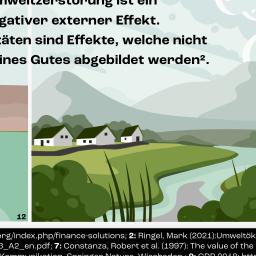 mweltzerstörung ist ein
gativer externer Effekt.
täten sind Effekte, welche nicht
ines Gutes abgebildet werden².
12
org/index.php/finance-solutions; 2: Ringel, Mark (2021):Umweltök
_A2_en.pdf; 7: Constanza, Robert et al. (1997): The value of the